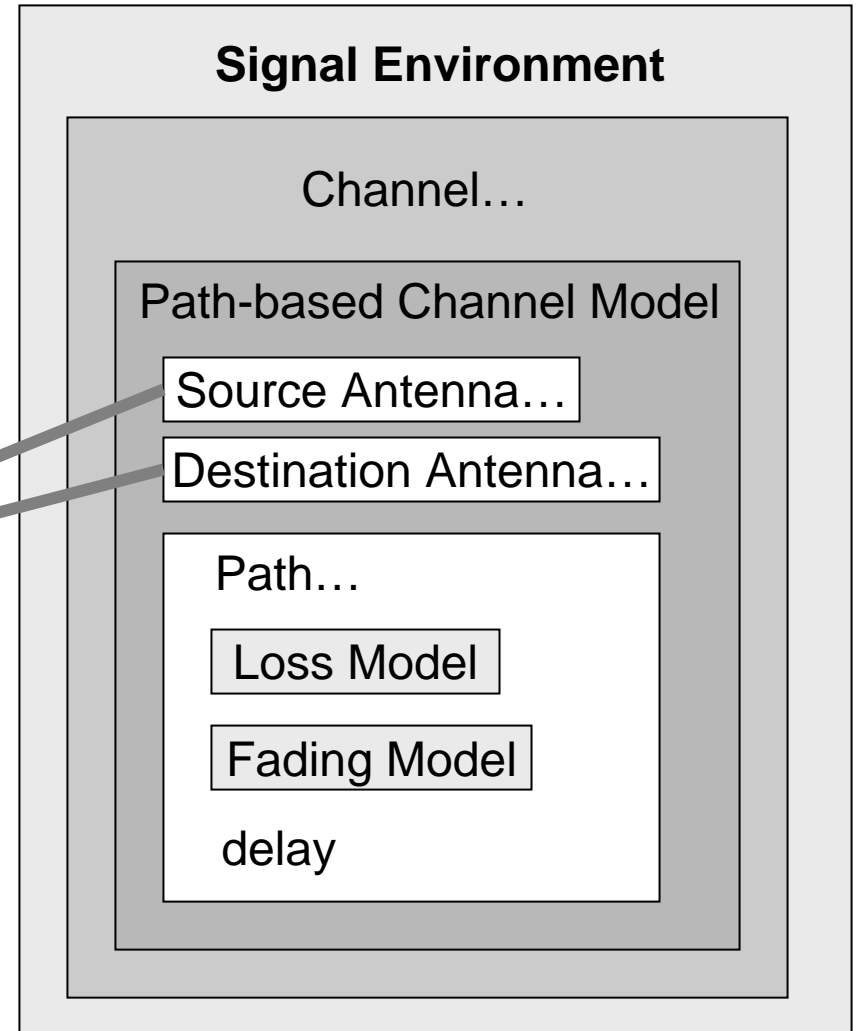 Signal Environment
Channel…
Path-based Channel Model
Source Antenna…
Destination Antenna…
Path…
Loss Model
Fading Model
delay